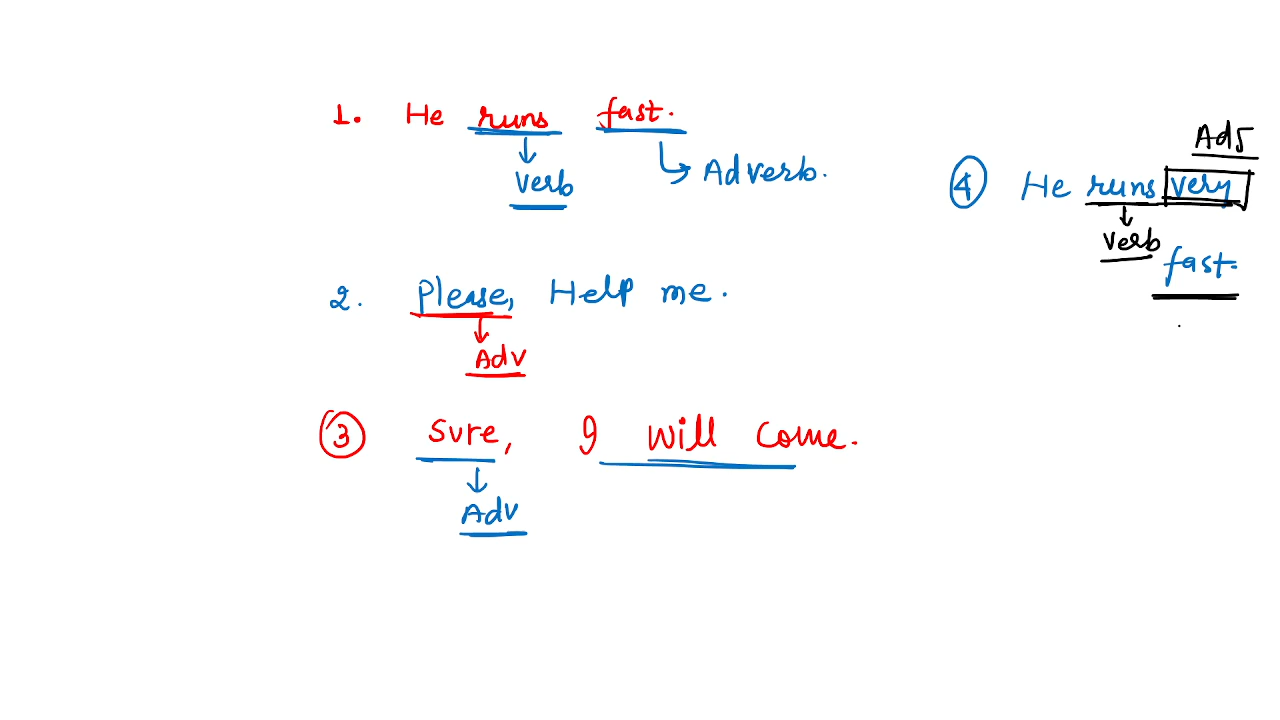 1. He runs fast.
Verb
Adverb.
2. Please, Help me.
Adv
3 Sure, I will come.
Adv
Adj
4 He runs very
Verb
fast.